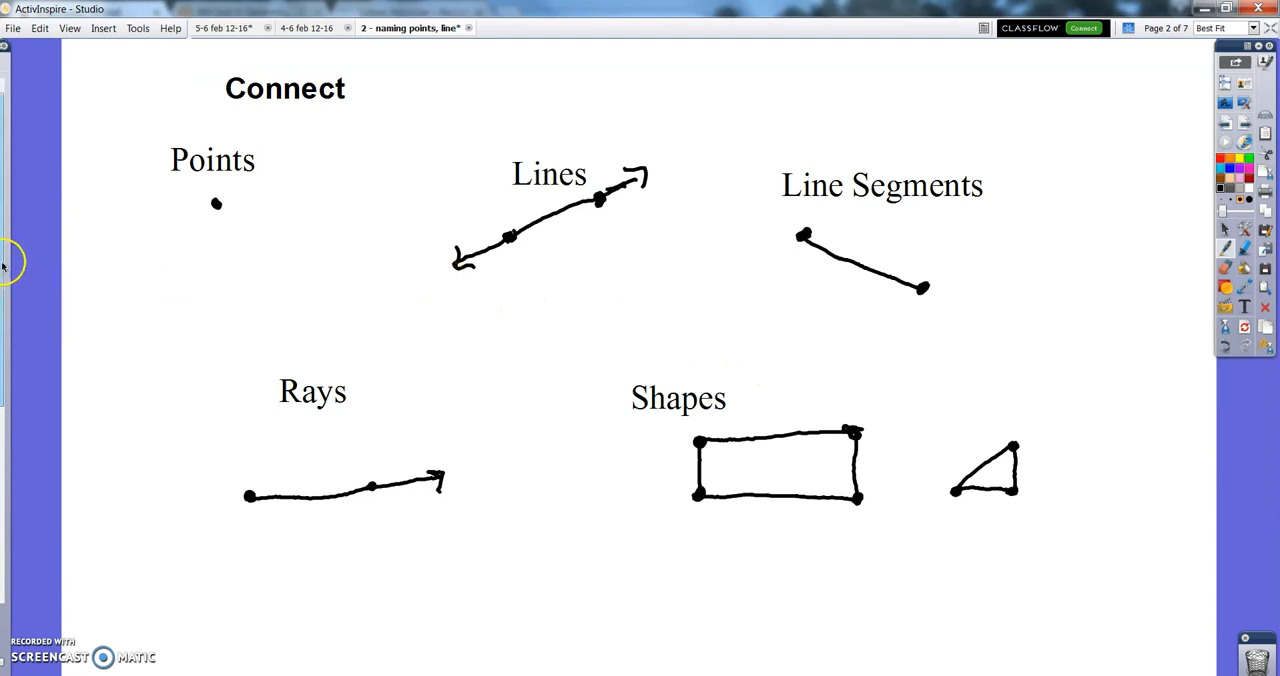 ActivInspire - Studio
File Edit View Insert Tools Help 5-6 feb 12-16* 4-6 feb 12-16 2 - naming points, line* CLASSFLOW Connect Page 2 of 7 Best Fit
Connect
Points
Lines
Line Segments
Rays
Shapes
RECORDED WITH
SCREENCAST MATIC